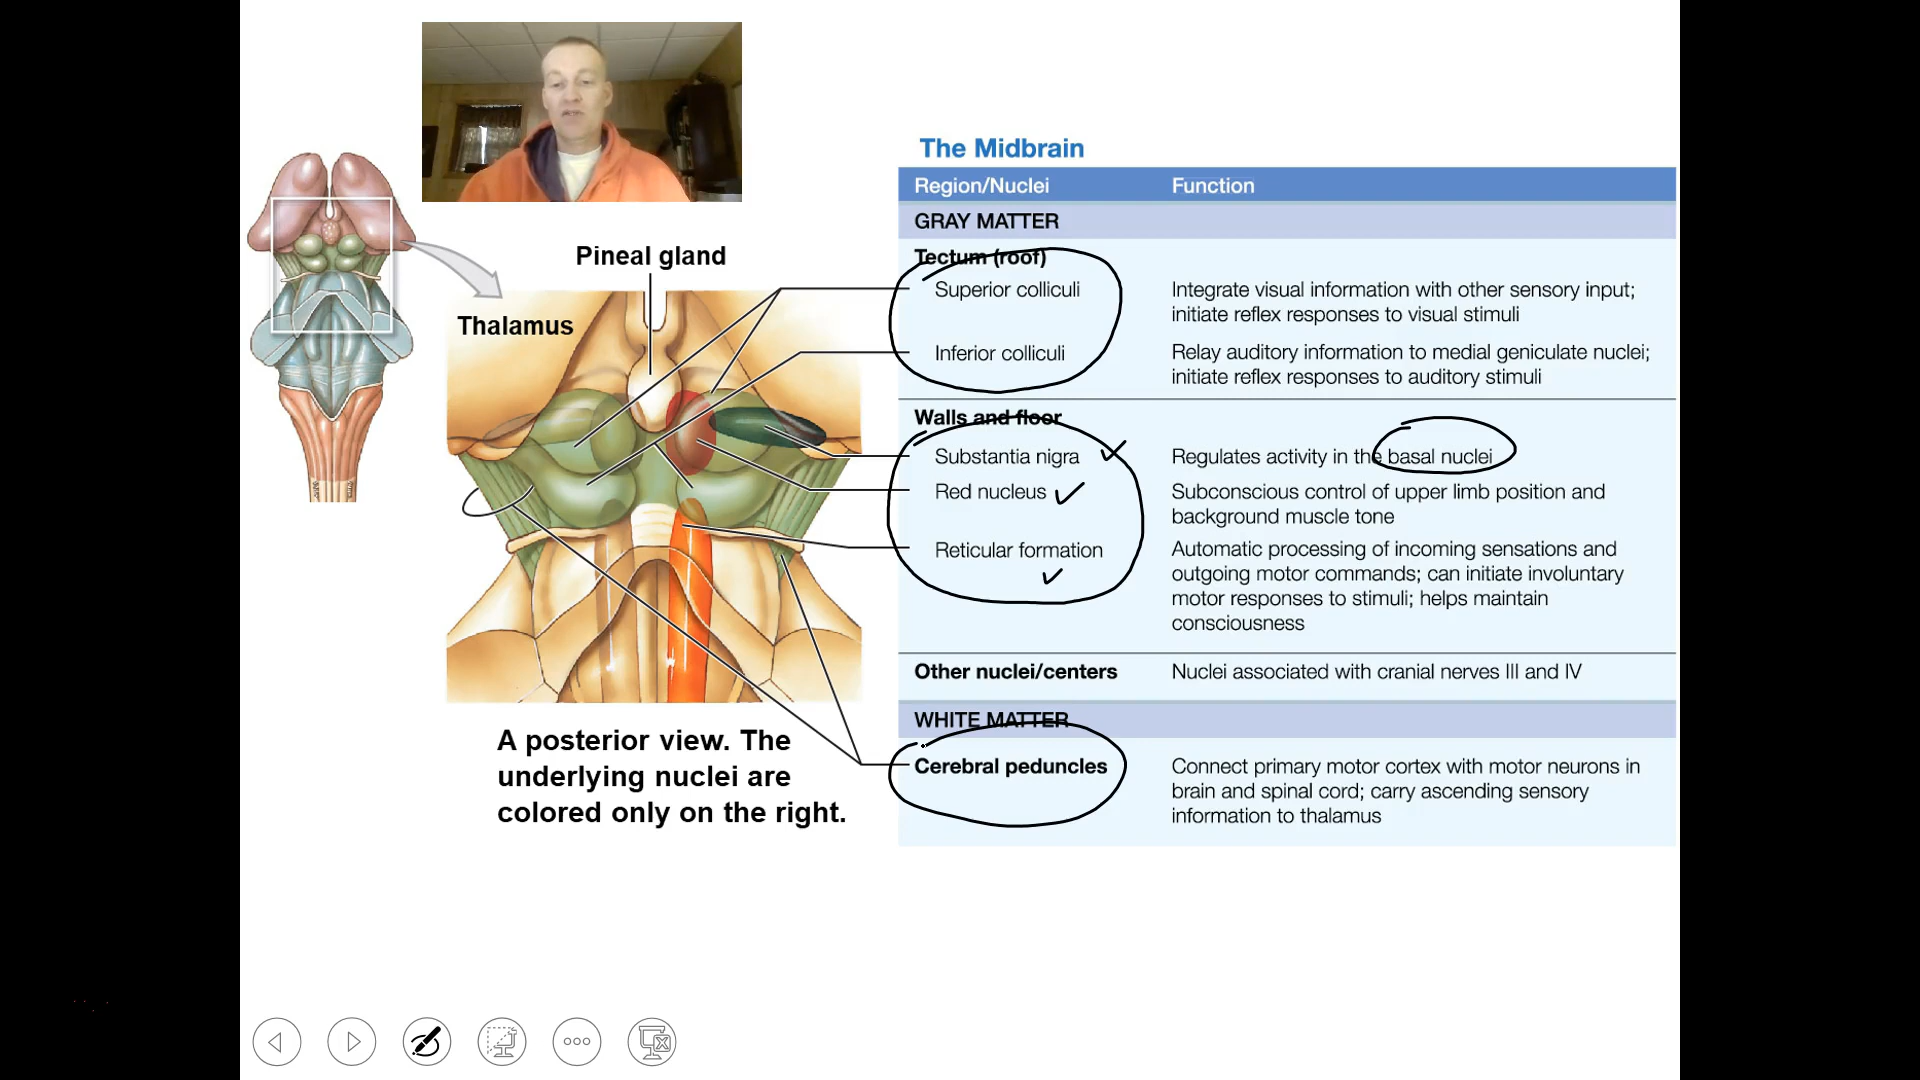 The Midbrain
Region/Nuclei Function
GRAY MATTER
Pineal gland
Thalamus
Tectum (roof)
Superior colliculi Integrate visual information with other sensory input;
initiate reflex responses to visual stimuli
Inferior colliculi Relay auditory information to medial geniculate nuclei;
initiate reflex responses to auditory stimuli
Walls and floor
Substantia nigra Regulates activity in the basal nuclei
Red nucleus Subconscious control of upper limb position and
background muscle tone
Reticular formation Automatic processing of incoming sensations and
outgoing motor commands; can initiate involuntary
motor responses to stimuli; helps maintain
consciousness
Other nuclei/centers Nuclei associated with cranial nerves III and IV
WHITE MATTER
Cerebral peduncles Connect primary motor cortex with motor neurons in
brain and spinal cord; carry ascending sensory
information to thalamus
A posterior view. The
underlying nuclei are
colored only on the right.